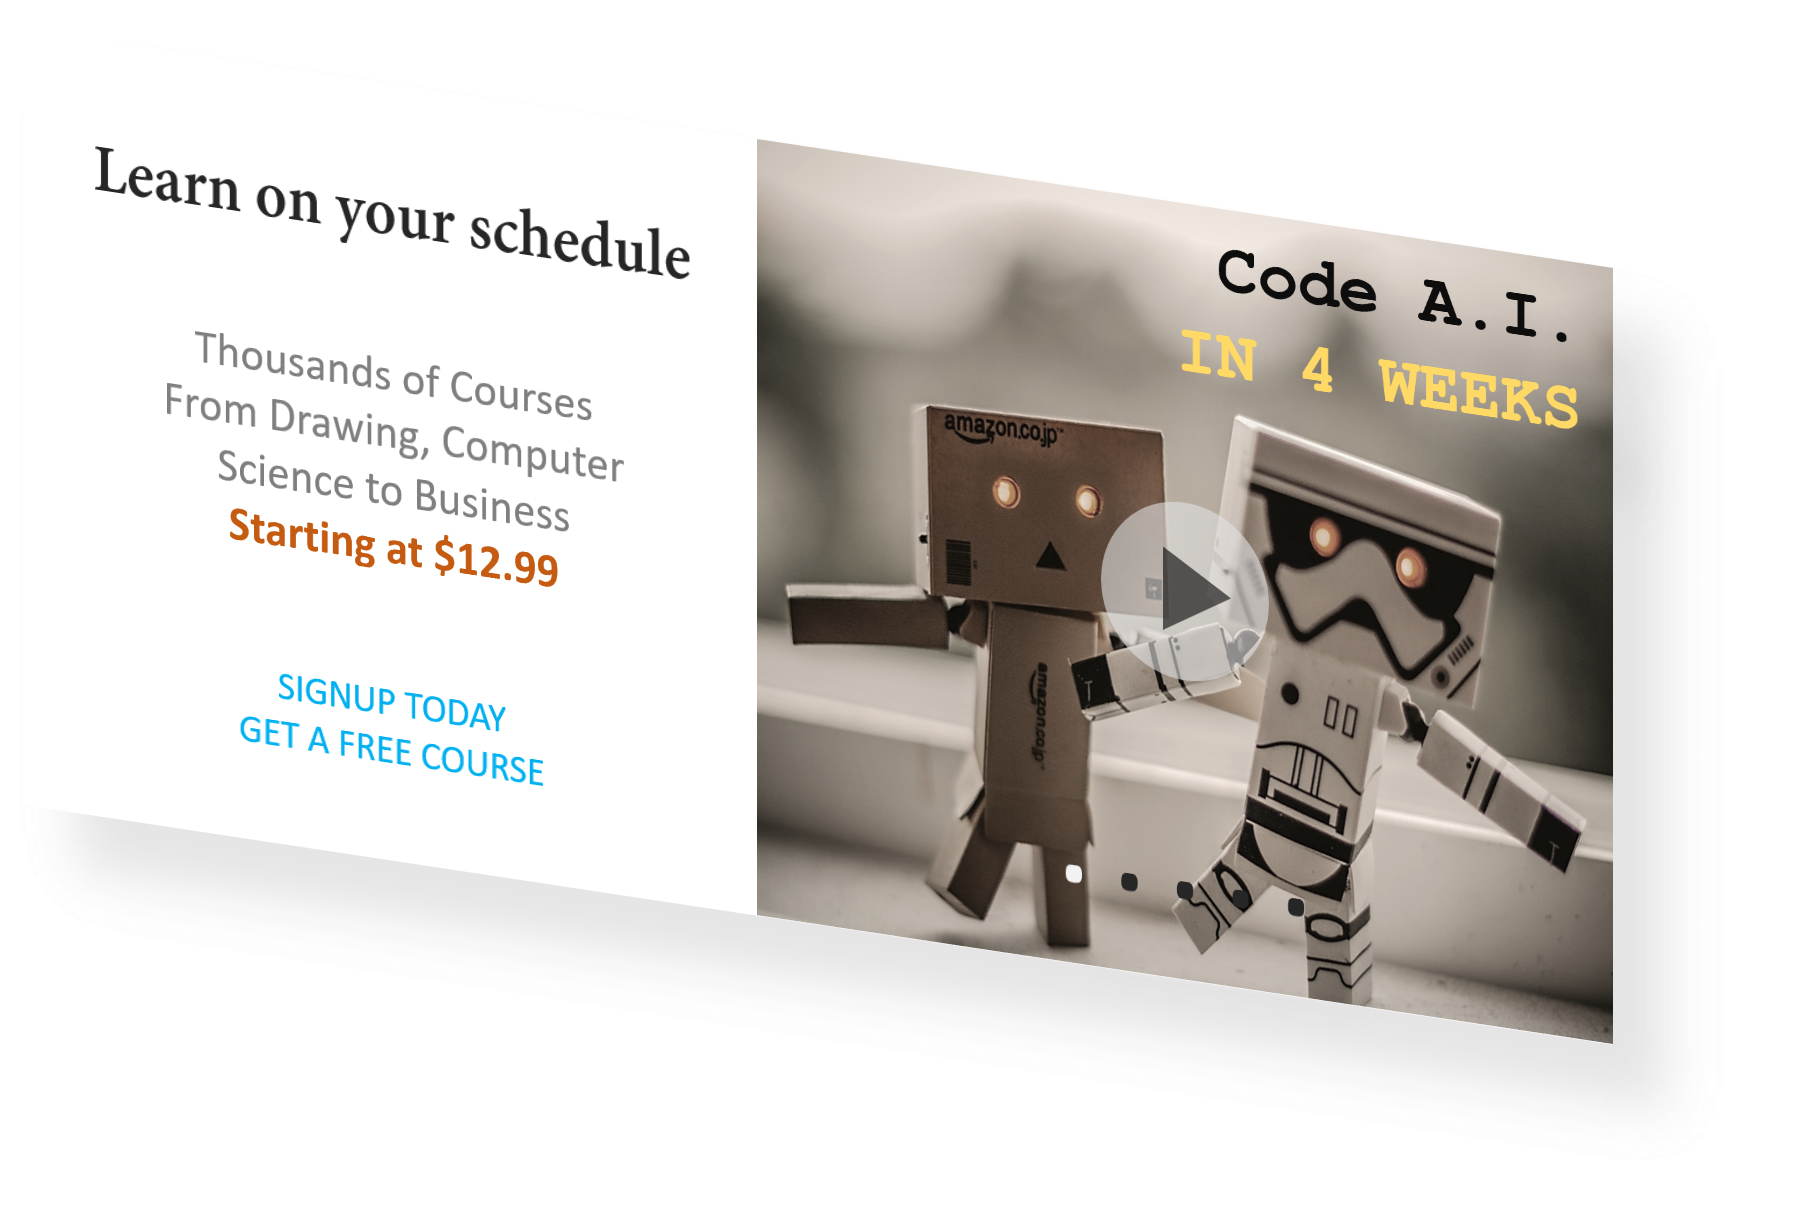 Learn on your schedule
Thousands of Courses
From Drawing, Computer
Science to Business
Starting at $12.99
SIGNUP TODAY
GET A FREE COURSE
Code A.I.
IN 4 WEEKS
amazon.co.jp™
amazon.co.jp™
T
T